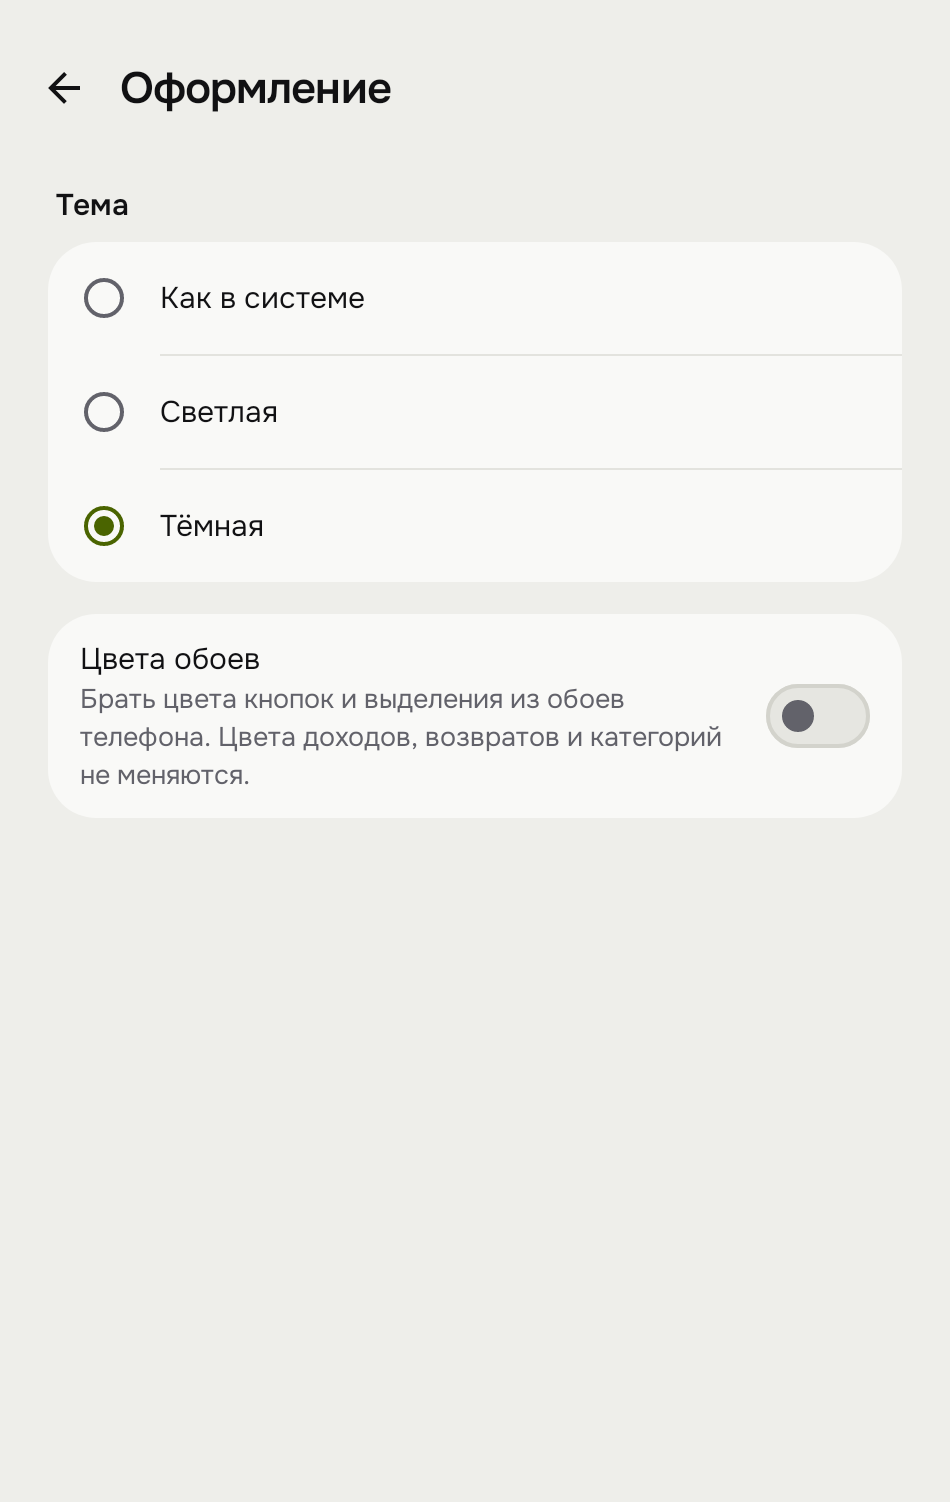 Оформление
Тема
Как в системе
Светлая
Тёмная
Цвета обоев
Брать цвета кнопок и выделения из обоев
телефона. Цвета доходов, возвратов и категорий
не меняются.